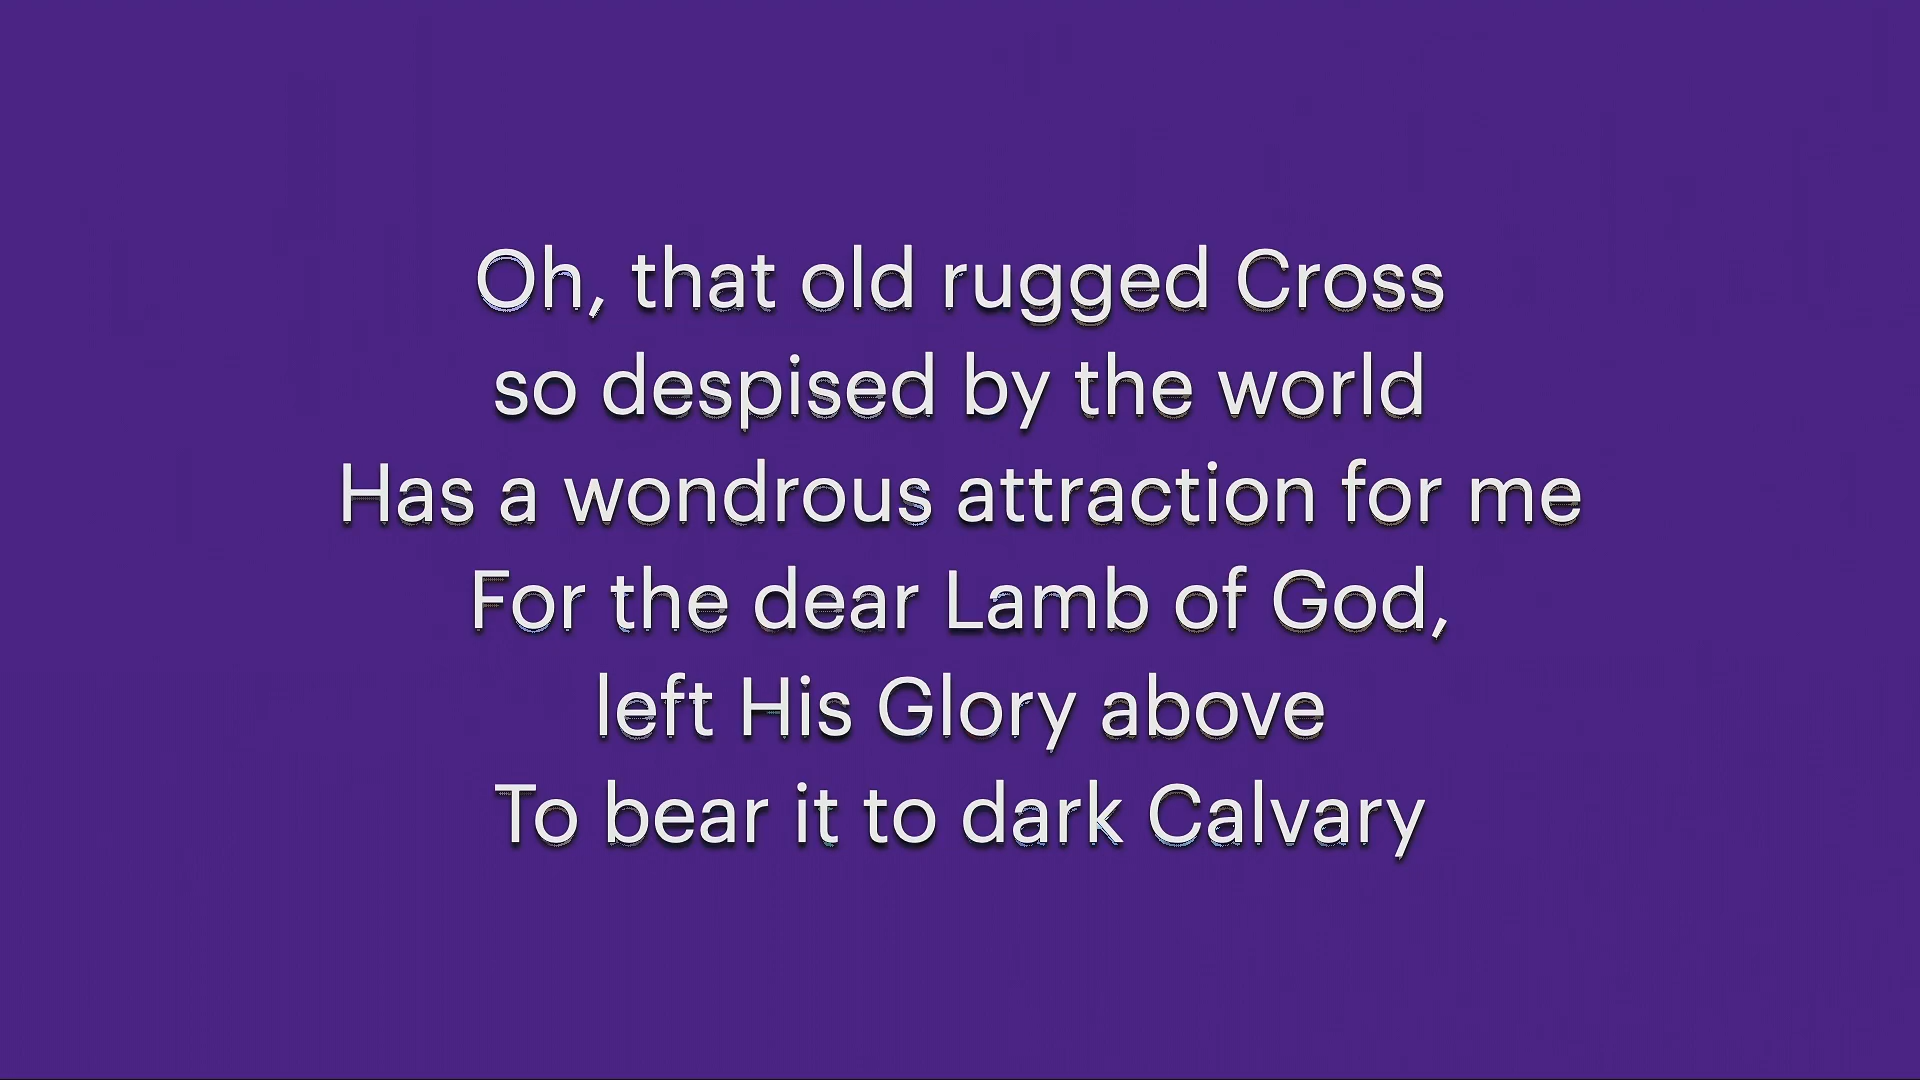 Oh, that old rugged Cross
so despised by the world
Has a wondrous attraction for me
For the dear Lamb of God,
left His Glory above
To bear it to dark Calvary